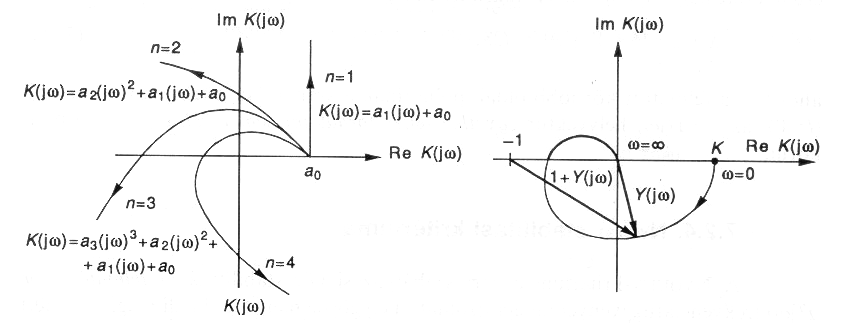 Im K(jω)
n=2
n=1
K(jω)=a₂(jω)²+a₁(jω)+a₀
K(jω)=a₁(jω)+a₀
Re K(jω)
a₀
n=3
K(jω)=a₃(jω)³+a₂(jω)²+
+a₁(jω)+a₀
n=4
K(jω)
Im K(jω)
-1
ω=∞
K
Re K(jω)
ω=0
1+Y(jω)
Y(jω)